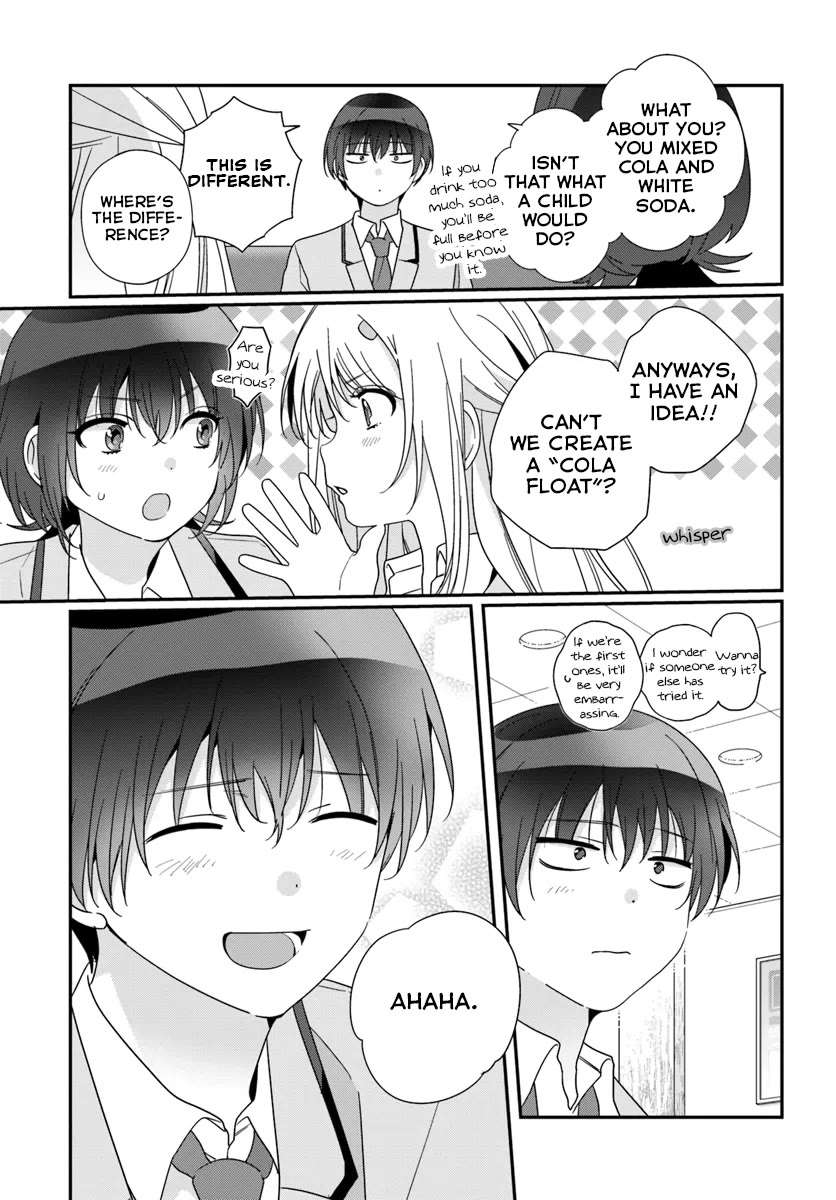 WHAT
ABOUT YOU?
YOU MIXED
COLA AND
WHITE
SODA.
ISN'T
THAT WHAT
A CHILD
WOULD
DO?
If you
drink too
much soda,
you'll be
full before
you know
it.
THIS IS
DIFFERENT.
WHERE'S
THE DIFFE-
RENCE?
ANYWAYS,
I HAVE AN
IDEA!!
CAN'T
WE CREATE
A "COLA
FLOAT"?
whisper
Are
you
serious?
Wanna
try it?
I wonder
if someone
else has
tried it.
If we're
the first
ones, it'll
be very
embarr-
assing.
AHAHA.